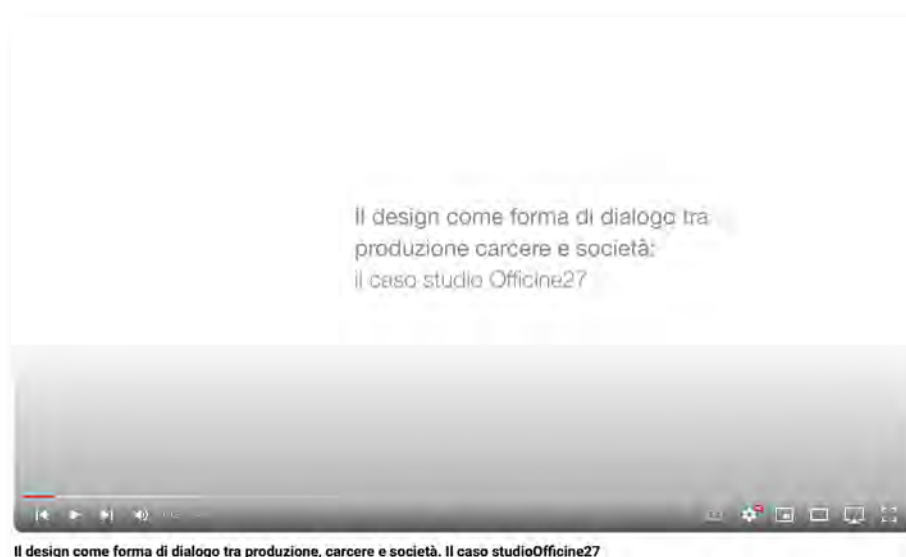 Il design come forma di dialogo tra
produzione carcere e società:
il caso studio Officine27
Il design come forma di dialogo tra produzione, carcere e società. Il caso studioOfficine27